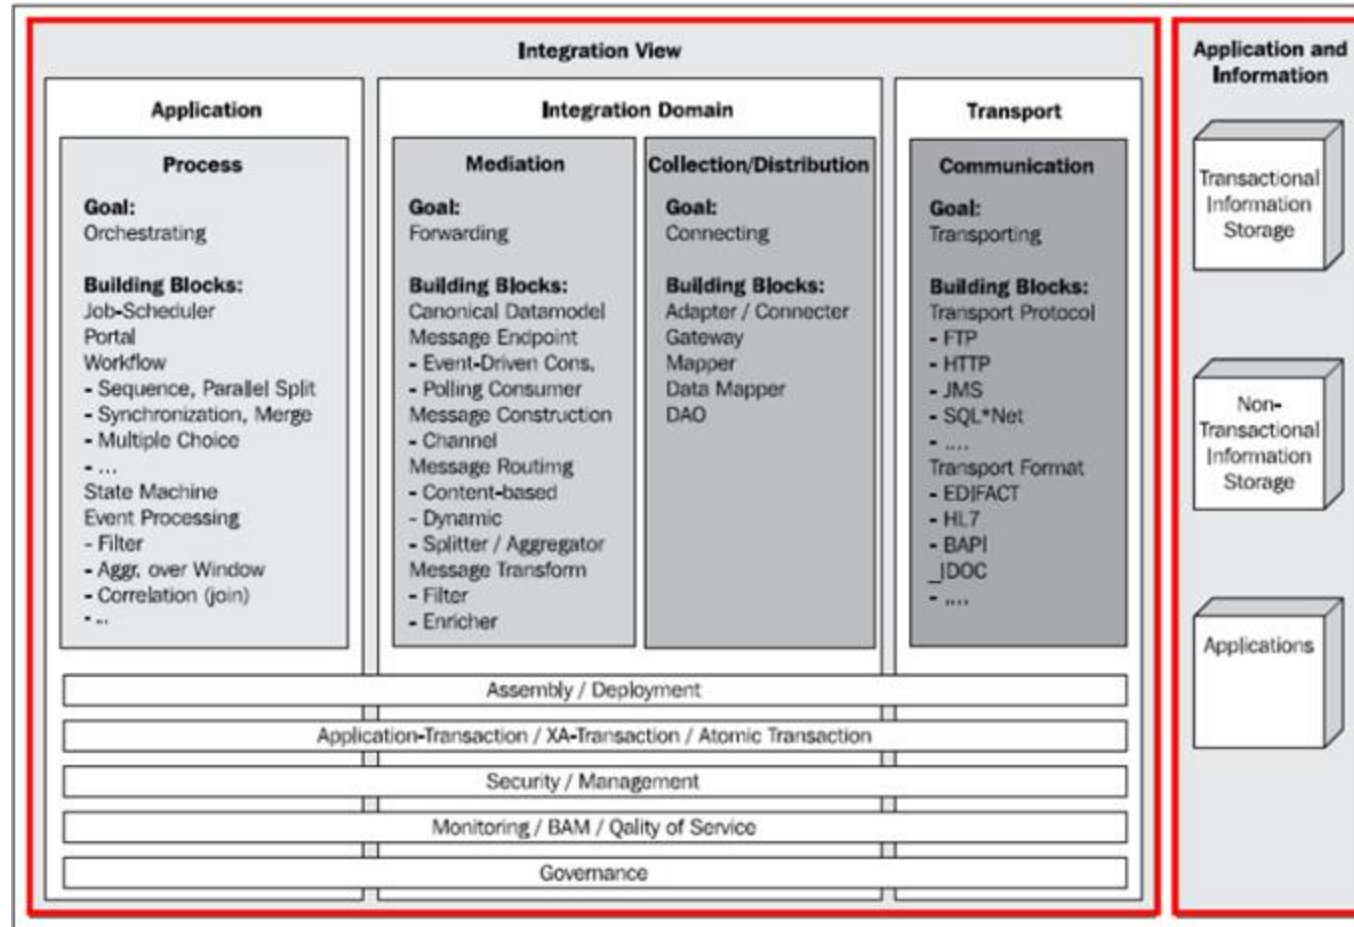 Integration View
Application
Process
Goal:
Orchestrating
Building Blocks:
Job-Scheduler
Portal
Workflow
- Sequence, Parallel Split
- Synchronization, Merge
- Multiple Choice
- ...
State Machine
Event Processing
- Filter
- Aggr. over Window
- Correlation (join)
- ...
Integration Domain
Mediation
Goal:
Forwarding
Building Blocks:
Canonical Datamodel
Message Endpoint
- Event-Driven Cons.
- Polling Consumer
Message Construction
- Channel
Message Routimg
- Content-based
- Dynamic
- Splitter / Aggregator
Message Transform
- Filter
- Enricher
Collection/Distribution
Goal:
Connecting
Building Blocks:
Adapter / Connecter
Gateway
Mapper
Data Mapper
DAO
Transport
Communication
Goal:
Transporting
Building Blocks:
Transport Protocol
- FTP
- HTTP
- JMS
- SQL*Net
- ....
Transport Format
- EDIFACT
- HL7
- BAPI
_IDOC
- ....
Assembly / Deployment
Application-Transaction / XA-Transaction / Atomic Transaction
Security / Management
Monitoring / BAM / Qality of Service
Governance
Application and
Information
Transactional
Information
Storage
Non-
Transactional
Information
Storage
Applications